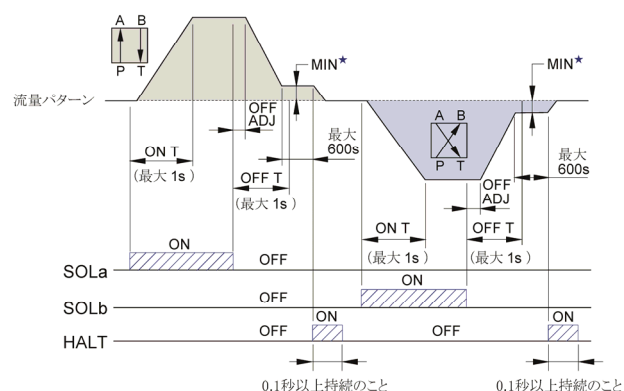 A B
P T
MIN★
流量パターン
OFF
ADJ
最大
600s
ON T
(最大 1s)
OFF T
(最大 1s)
MIN★
A B
P T
OFF
ADJ
最大
600s
ON T
(最大 1s)
OFF T
(最大 1s)
ON
OFF
SOLa
ON
OFF
SOLb
ON
ON
OFF
OFF
HALT
0.1秒以上持続のこと
0.1秒以上持続のこと